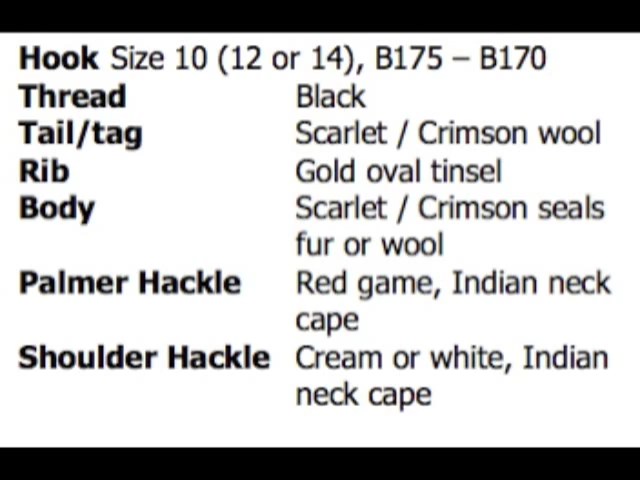 Hook Size 10 (12 or 14), B175 – B170
Thread Black
Tail/tag Scarlet / Crimson wool
Rib Gold oval tinsel
Body Scarlet / Crimson seals
fur or wool
Palmer Hackle Red game, Indian neck
cape
Shoulder Hackle Cream or white, Indian
neck cape